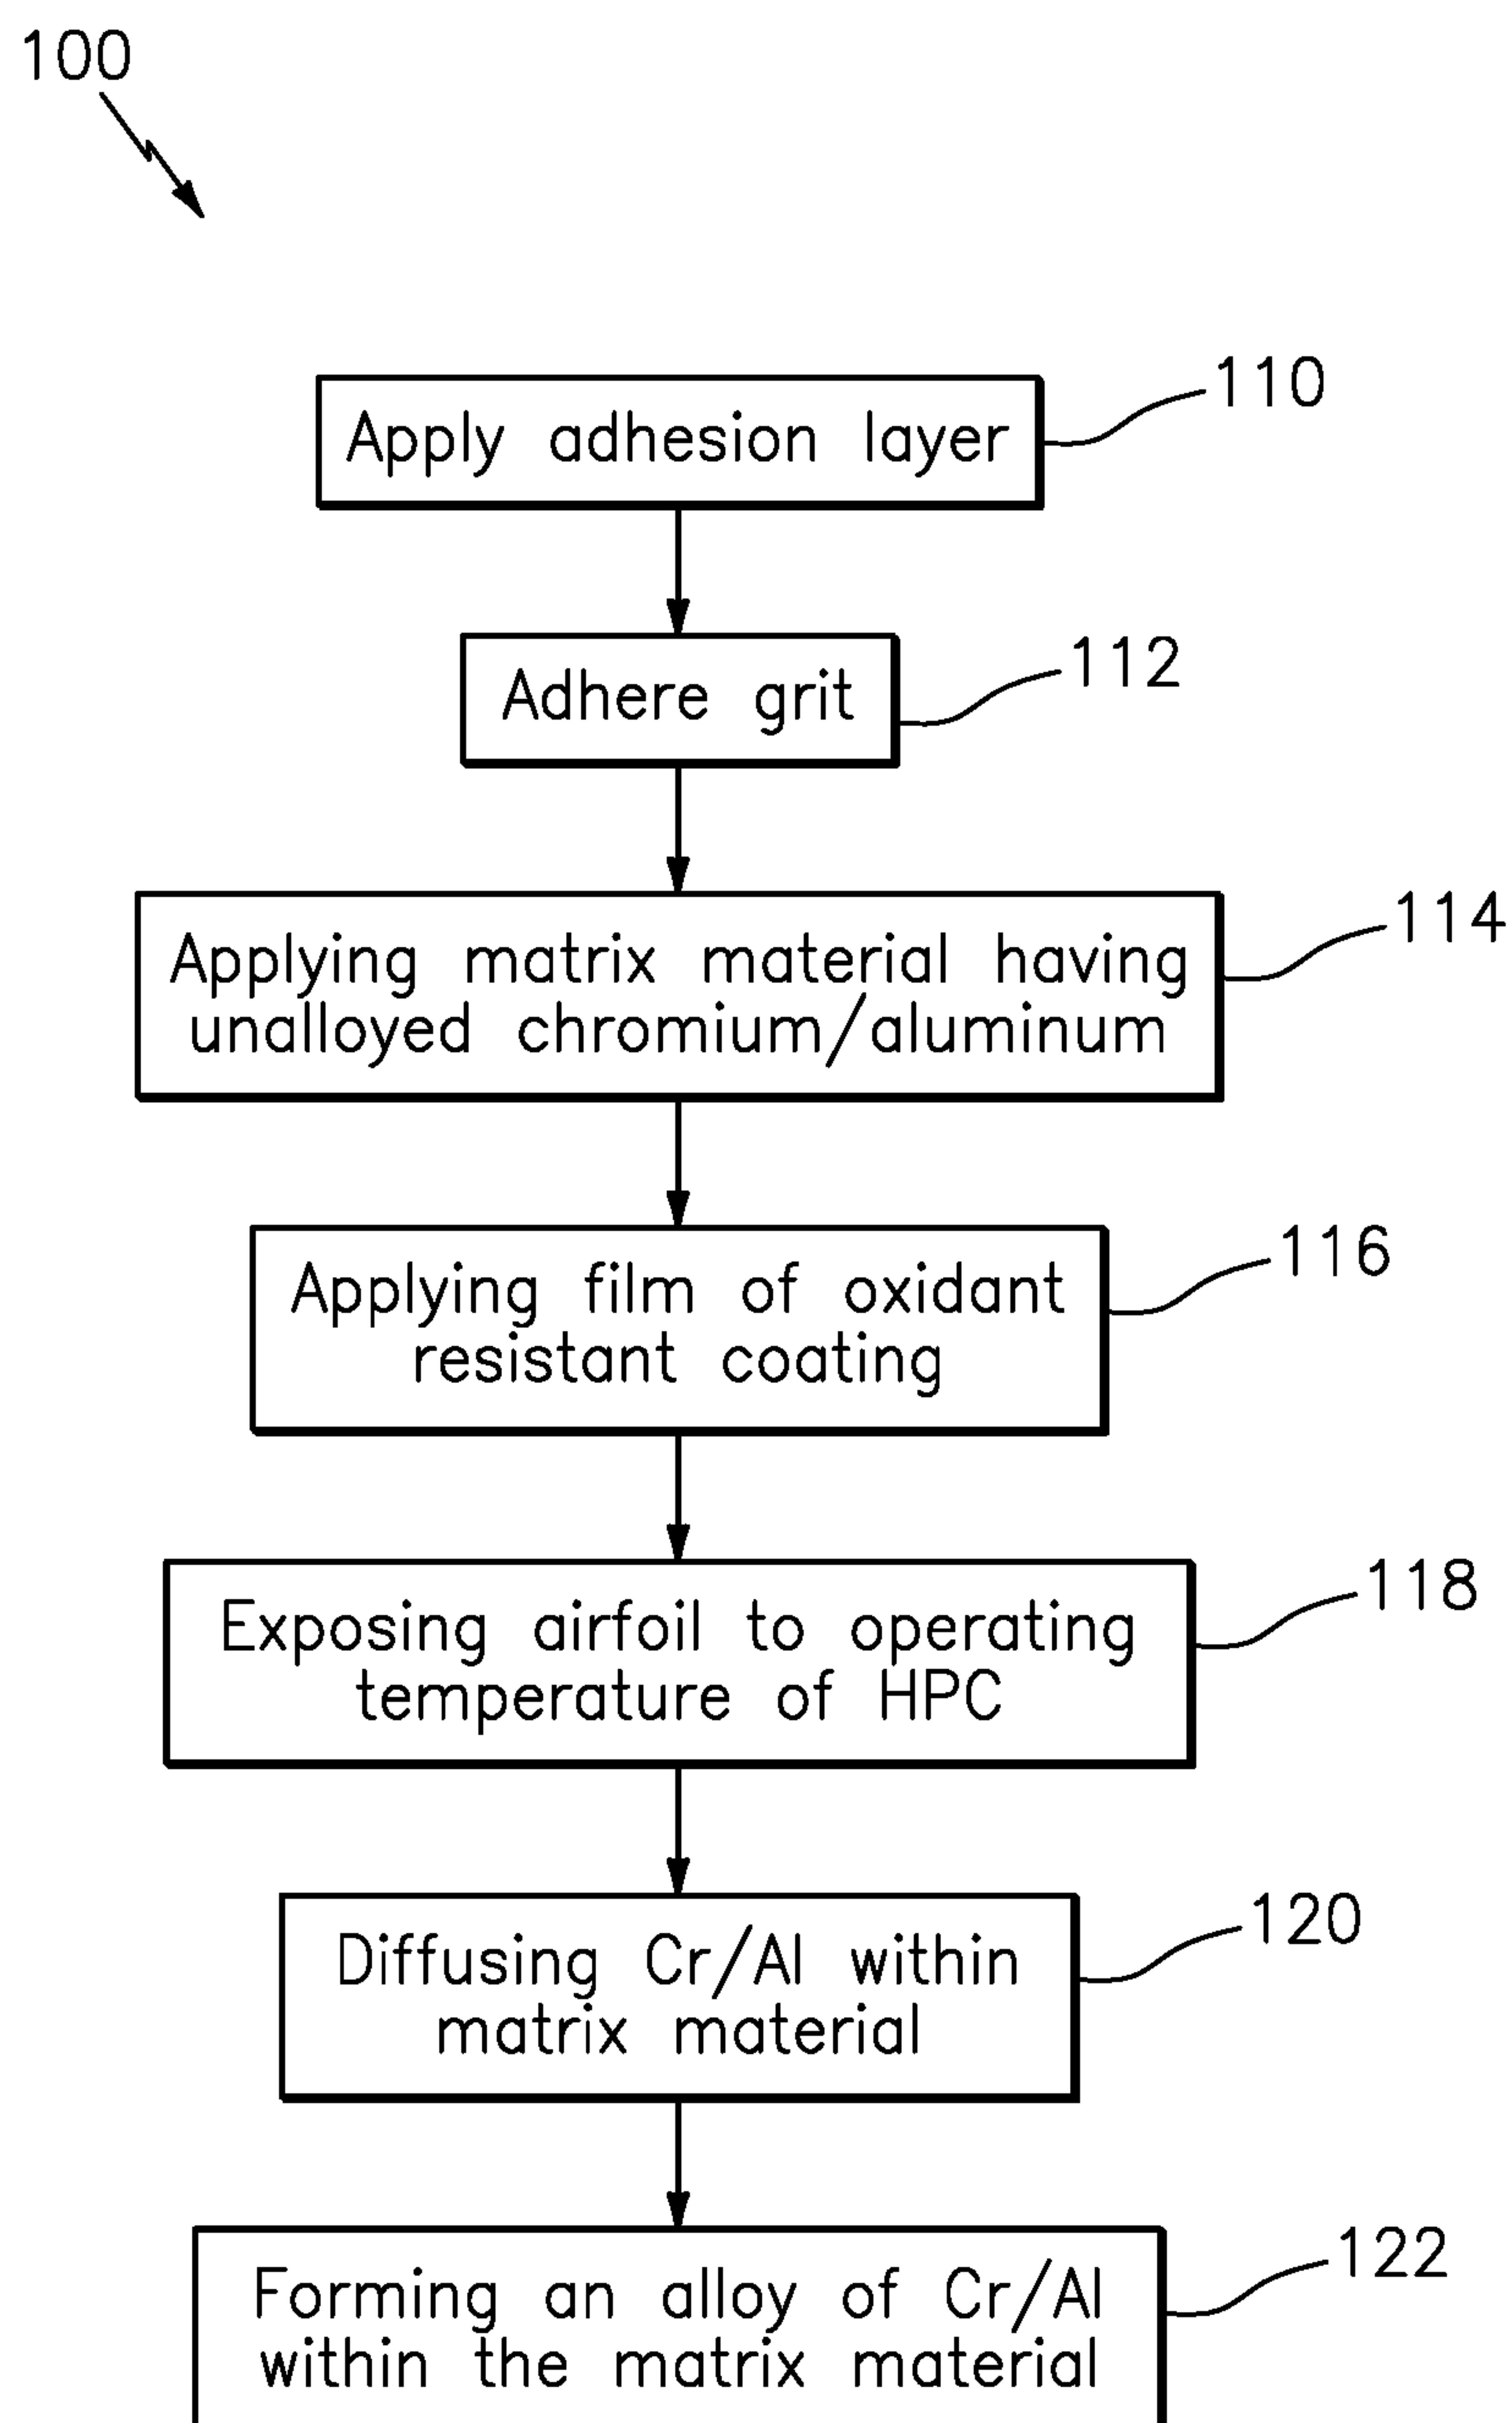 100
Apply adhesion layer
110
Adhere grit
112
Applying matrix material having
unalloyed chromium/aluminum
114
Applying film of oxidant
resistant coating
116
Exposing airfoil to operating
temperature of HPC
118
Diffusing Cr/Al within
matrix material
120
Forming an alloy of Cr/Al
within the matrix material
122